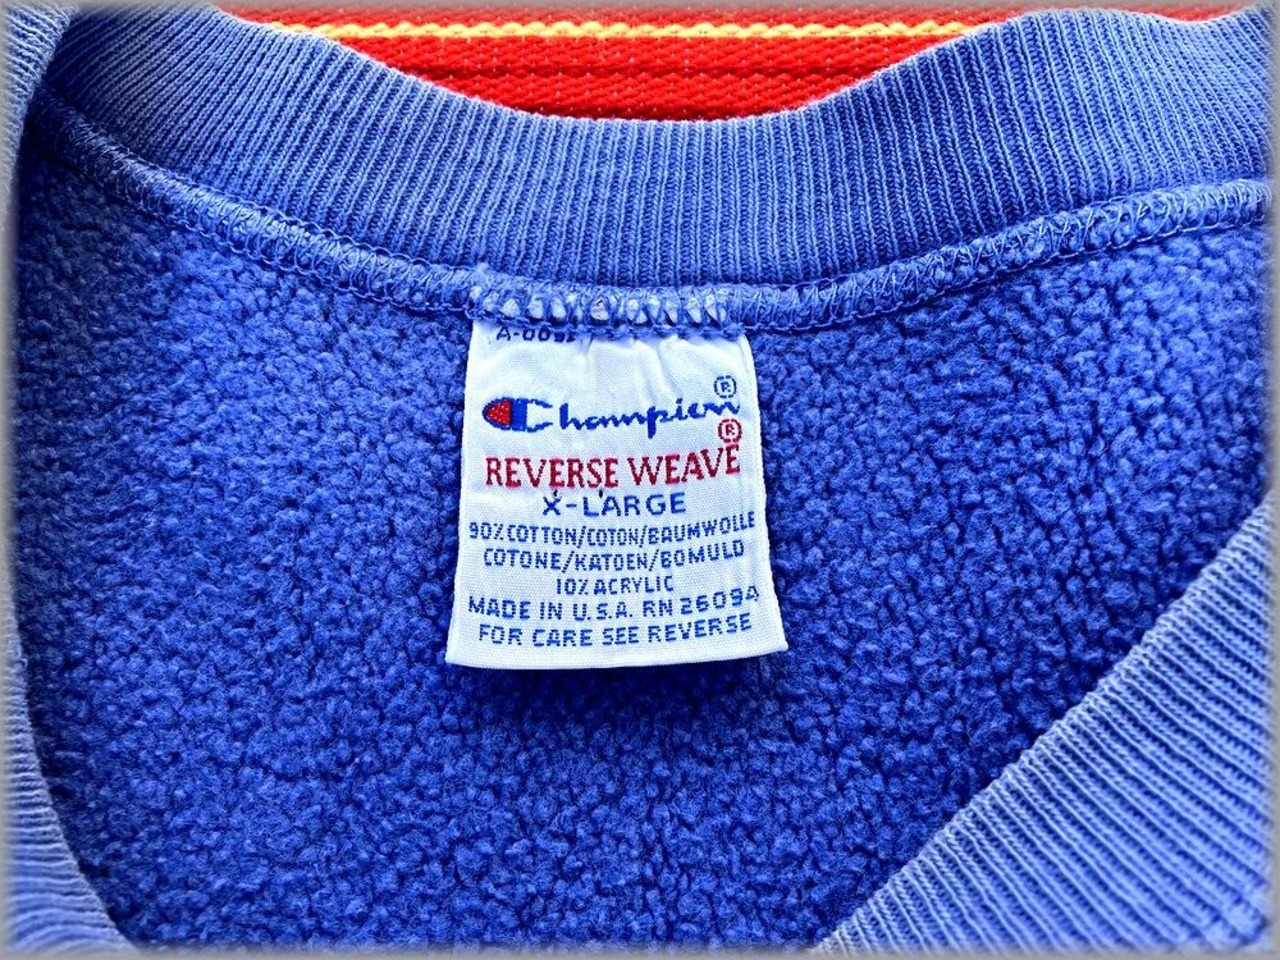 Champion®
REVERSE WEAVE®
X-LARGE
90% COTTON/COTON/BAUMWOLLE
COTONE/KATOEN/BOMULD
10% ACRYLIC
MADE IN U.S.A. RN 26094
FOR CARE SEE REVERSE